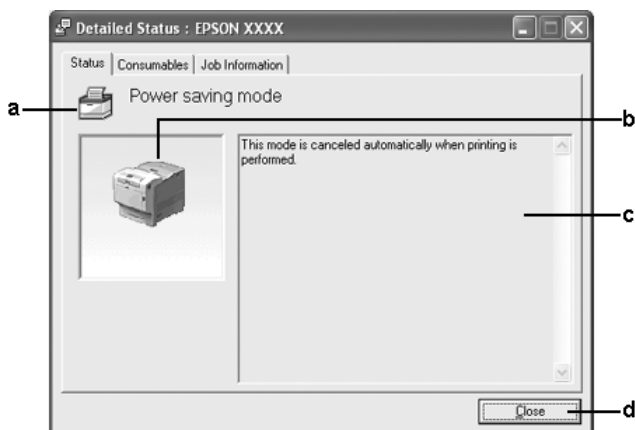 Detailed Status : EPSON XXXX
Status Consumables Job Information
a
Power saving mode
b
This mode is canceled automatically when printing is
performed.
c
Close
d